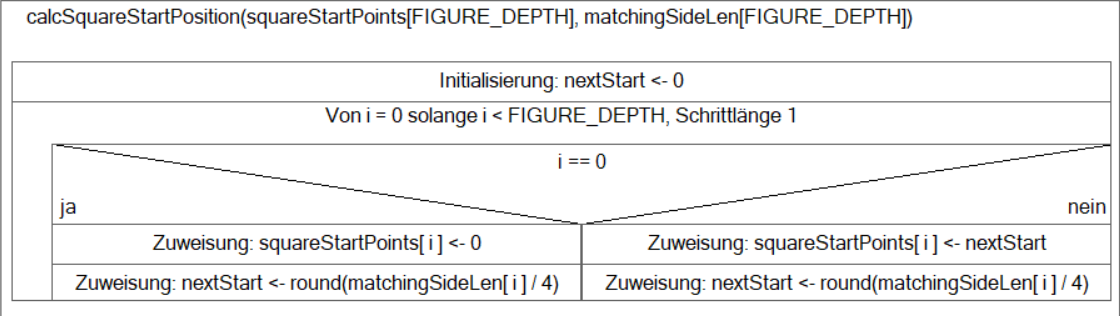 calcSquareStartPosition(squareStartPoints[FIGURE_DEPTH], matchingSideLen[FIGURE_DEPTH])
Initialisierung: nextStart <- 0
Von i = 0 solange i < FIGURE_DEPTH, Schrittlänge 1
i == 0
ja
nein
Zuweisung: squareStartPoints[ i ] <- 0
Zuweisung: squareStartPoints[ i ] <- nextStart
Zuweisung: nextStart <- round(matchingSideLen[ i ] / 4)
Zuweisung: nextStart <- round(matchingSideLen[ i ] / 4)